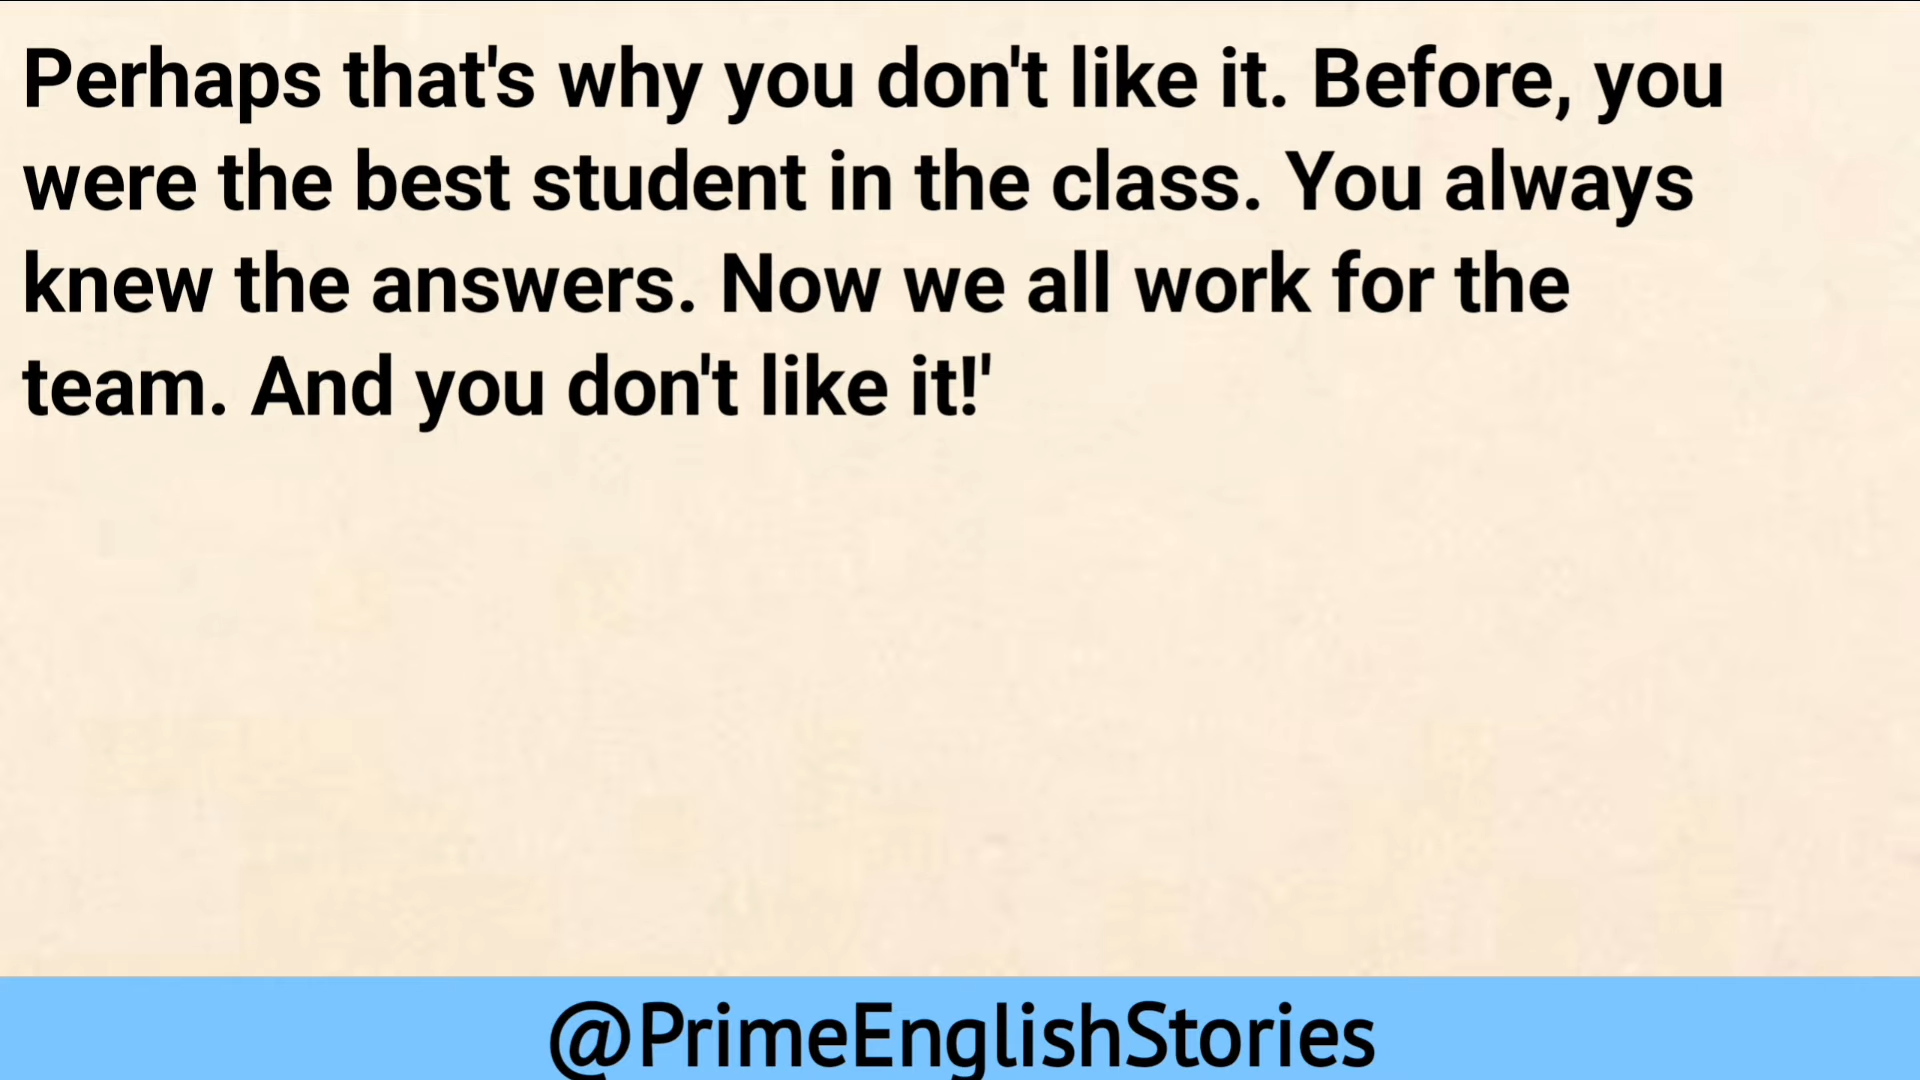 Perhaps that's why you don't like it. Before, you
were the best student in the class. You always
knew the answers. Now we all work for the
team. And you don't like it!'
@PrimeEnglishStories